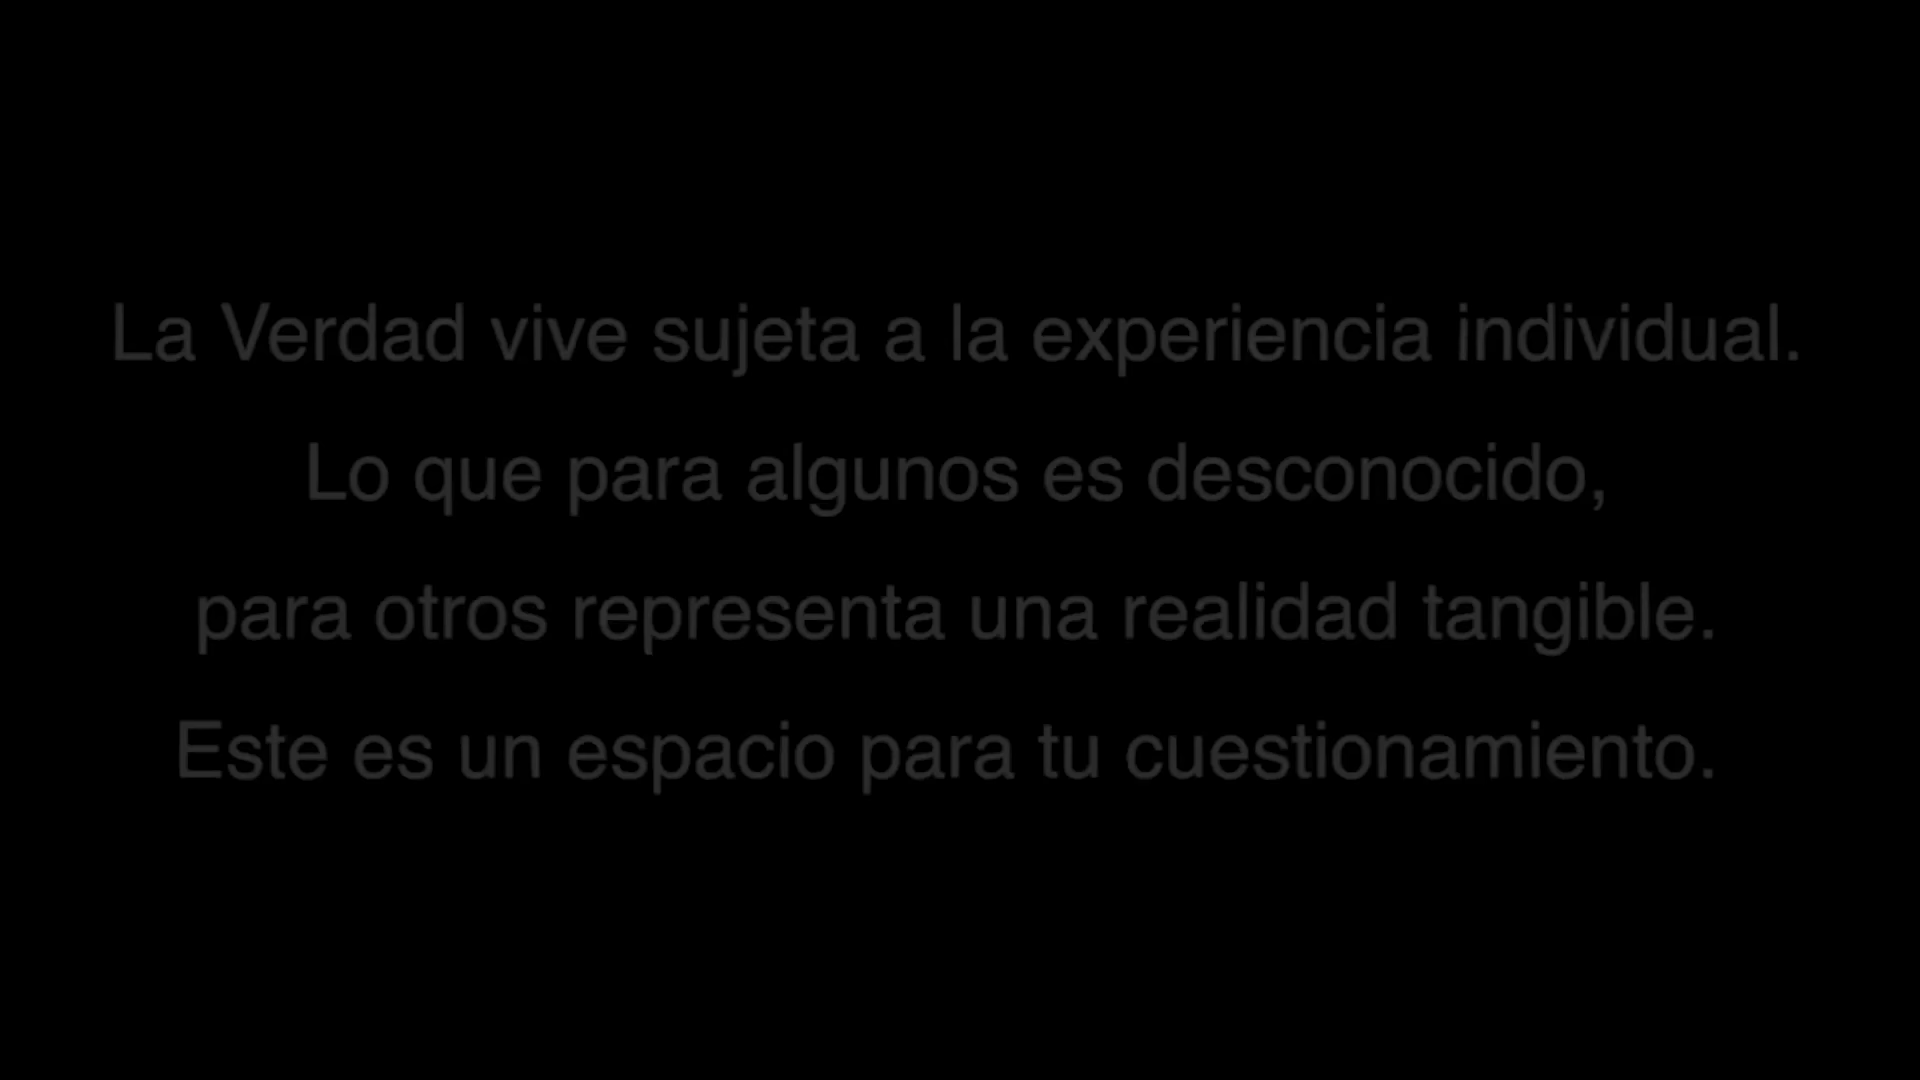 La Verdad vive sujeta a la experiencia individual.
Lo que para algunos es desconocido,
para otros representa una realidad tangible.
Este es un espacio para tu cuestionamiento.